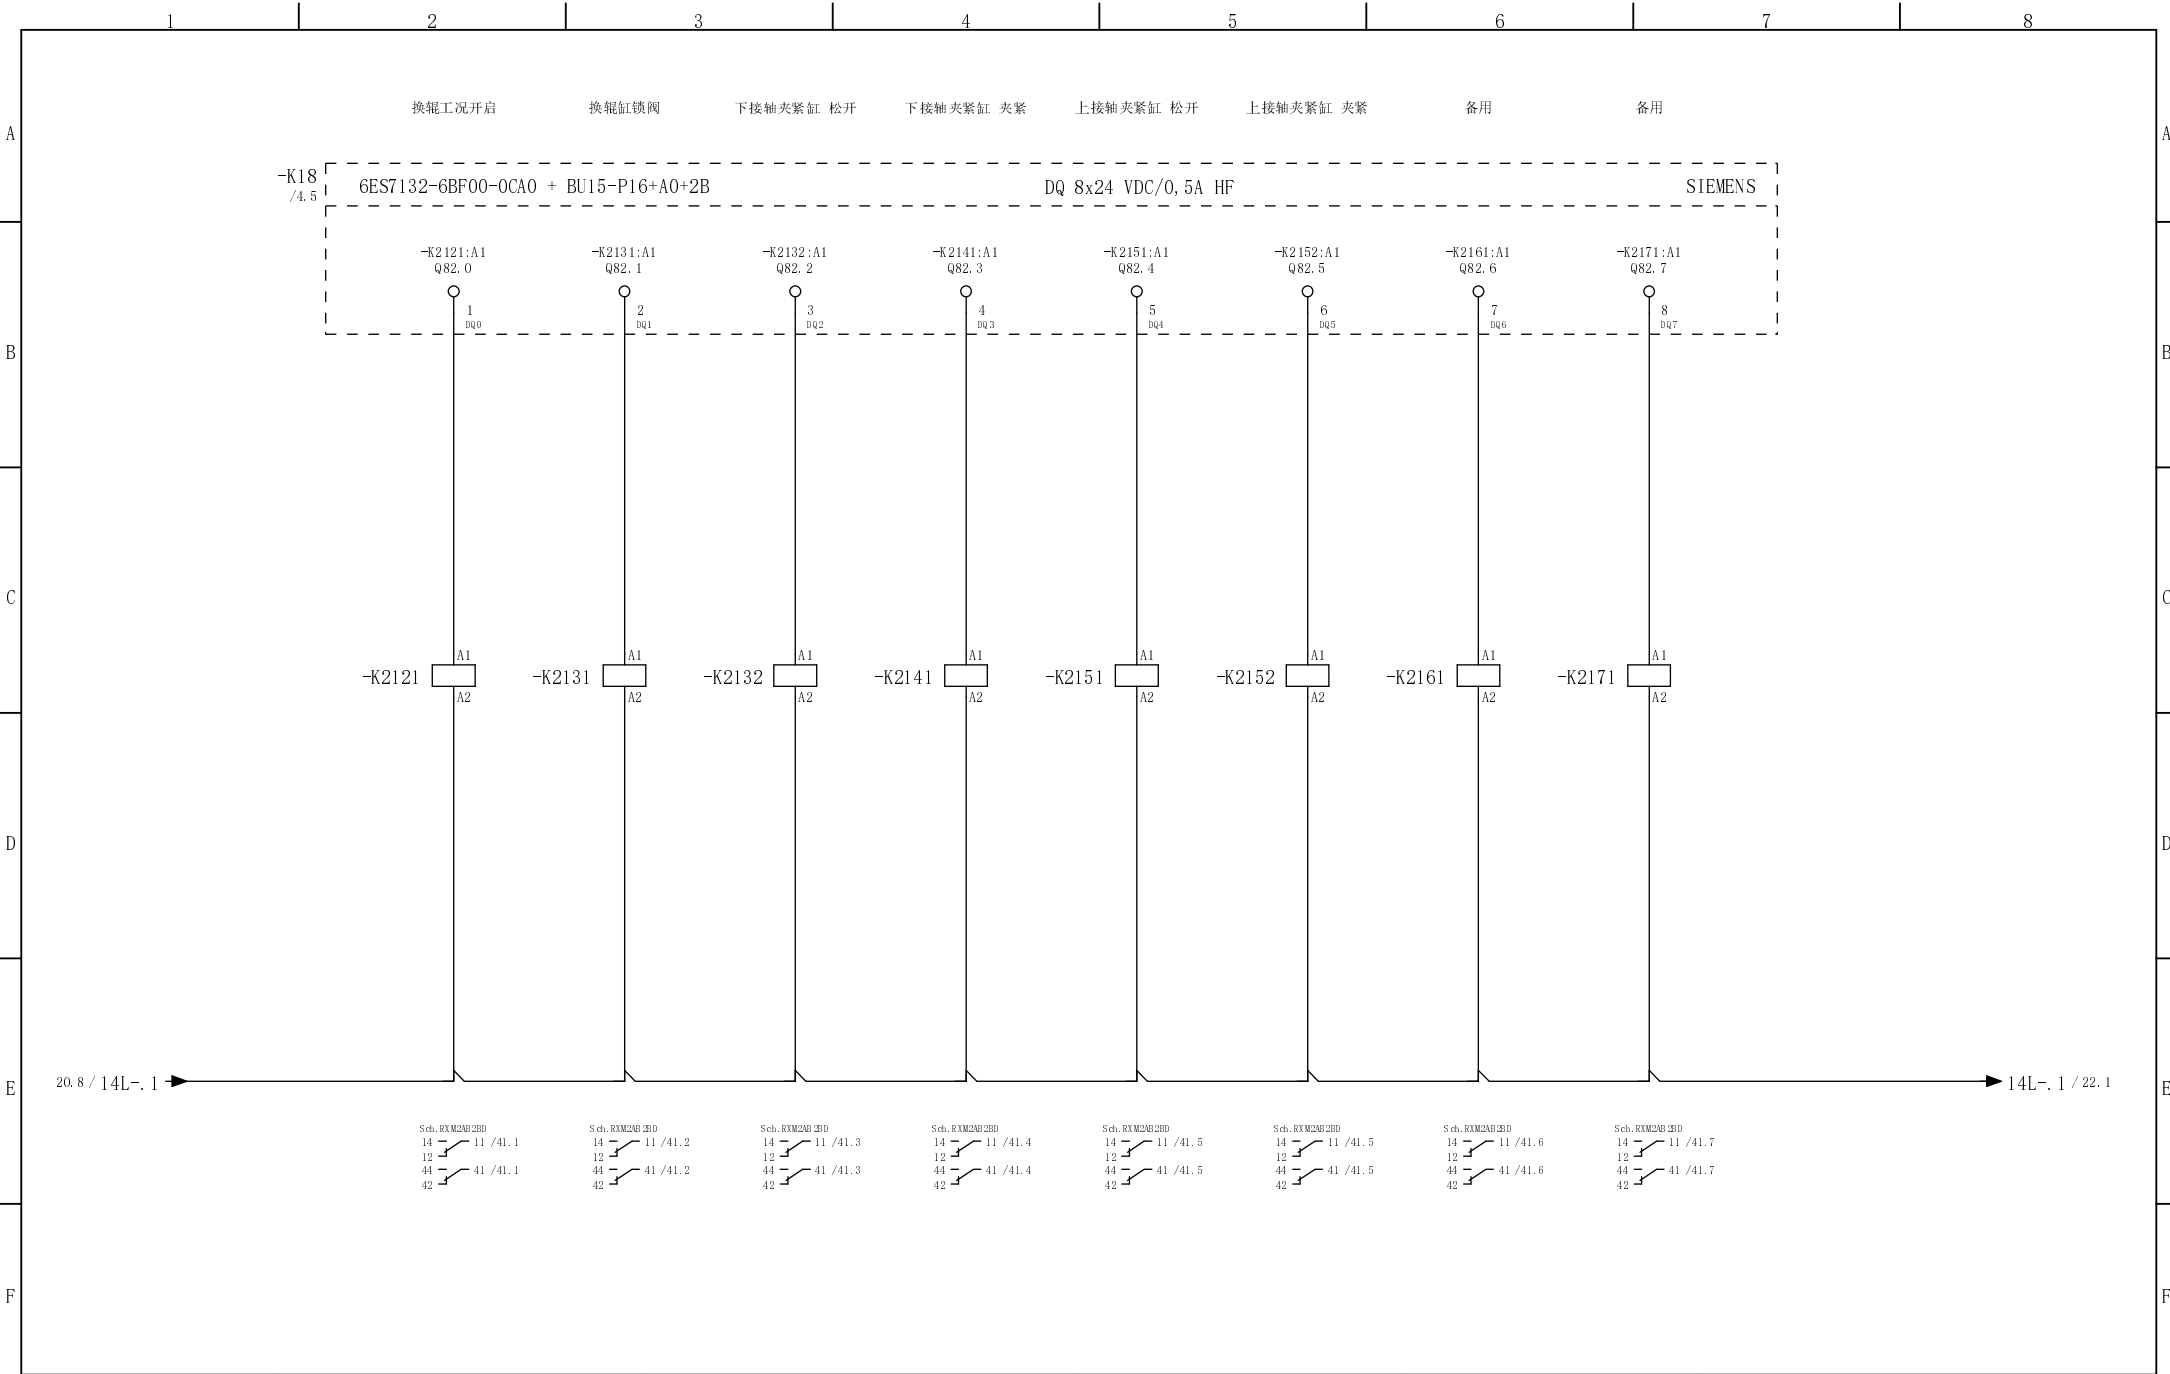 1 2 3 4 5 6 7 8
换辊工况开启 换辊缸锁阀 下接轴夹紧缸 松开 下接轴夹紧缸 夹紧 上接轴夹紧缸 松开 上接轴夹紧缸 夹紧 备用 备用
A A
-K18 6ES7132-6BF00-0CA0 + BU15-P16+A0+2B DQ 8x24 VDC/0,5A HF SIEMENS
/4.5
-K2121:A1 -K2131:A1 -K2132:A1 -K2141:A1 -K2151:A1 -K2152:A1 -K2161:A1 -K2171:A1
Q82.0 Q82.1 Q82.2 Q82.3 Q82.4 Q82.5 Q82.6 Q82.7
1 2 3 4 5 6 7 8
DQ0 DQ1 DQ2 DQ3 DQ4 DQ5 DQ6 DQ7
B B
C C
A1 A1 A1 A1 A1 A1 A1 A1
-K2121 -K2131 -K2132 -K2141 -K2151 -K2152 -K2161 -K2171
A2 A2 A2 A2 A2 A2 A2 A2
D D
20.8 / 14L-.1 14L-.1 / 22.1
E E
Sch.RXM2AB2BD Sch.RXM2AB2BD Sch.RXM2AB2BD Sch.RXM2AB2BD Sch.RXM2AB2BD Sch.RXM2AB2BD Sch.RXM2AB2BD Sch.RXM2AB2BD
14 11 /41.1 14 11 /41.2 14 11 /41.3 14 11 /41.4 14 11 /41.5 14 11 /41.5 14 11 /41.6 14 11 /41.7
12 12 12 12 12 12 12 12
44 41 /41.1 44 41 /41.2 44 41 /41.3 44 41 /41.4 44 41 /41.5 44 41 /41.5 44 41 /41.6 44 41 /41.7
42 42 42 42 42 42 42 42
F F